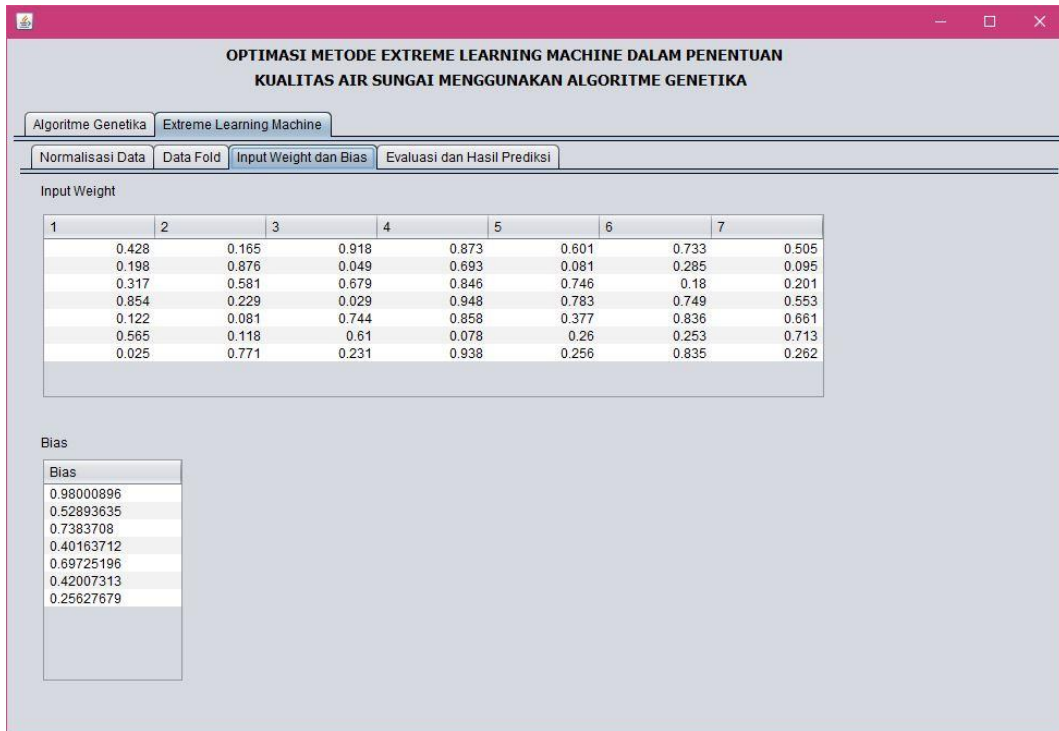 OPTIMASI METODE EXTREME LEARNING MACHINE DALAM PENENTUAN
KUALITAS AIR SUNGAI MENGGUNAKAN ALGORITME GENETIKA
Algoritme Genetika Extreme Learning Machine
Normalisasi Data Data Fold Input Weight dan Bias Evaluasi dan Hasil Prediksi
Input Weight
1 2 3 4 5 6 7
0.428 0.165 0.918 0.873 0.601 0.733 0.505
0.198 0.876 0.049 0.693 0.081 0.285 0.095
0.317 0.581 0.679 0.846 0.746 0.18 0.201
0.854 0.229 0.029 0.948 0.783 0.749 0.553
0.122 0.081 0.744 0.858 0.377 0.836 0.661
0.565 0.118 0.61 0.078 0.26 0.253 0.713
0.025 0.771 0.231 0.938 0.256 0.835 0.262
Bias
Bias
0.98000896
0.52893635
0.7383708
0.40163712
0.69725196
0.42007313
0.25627679